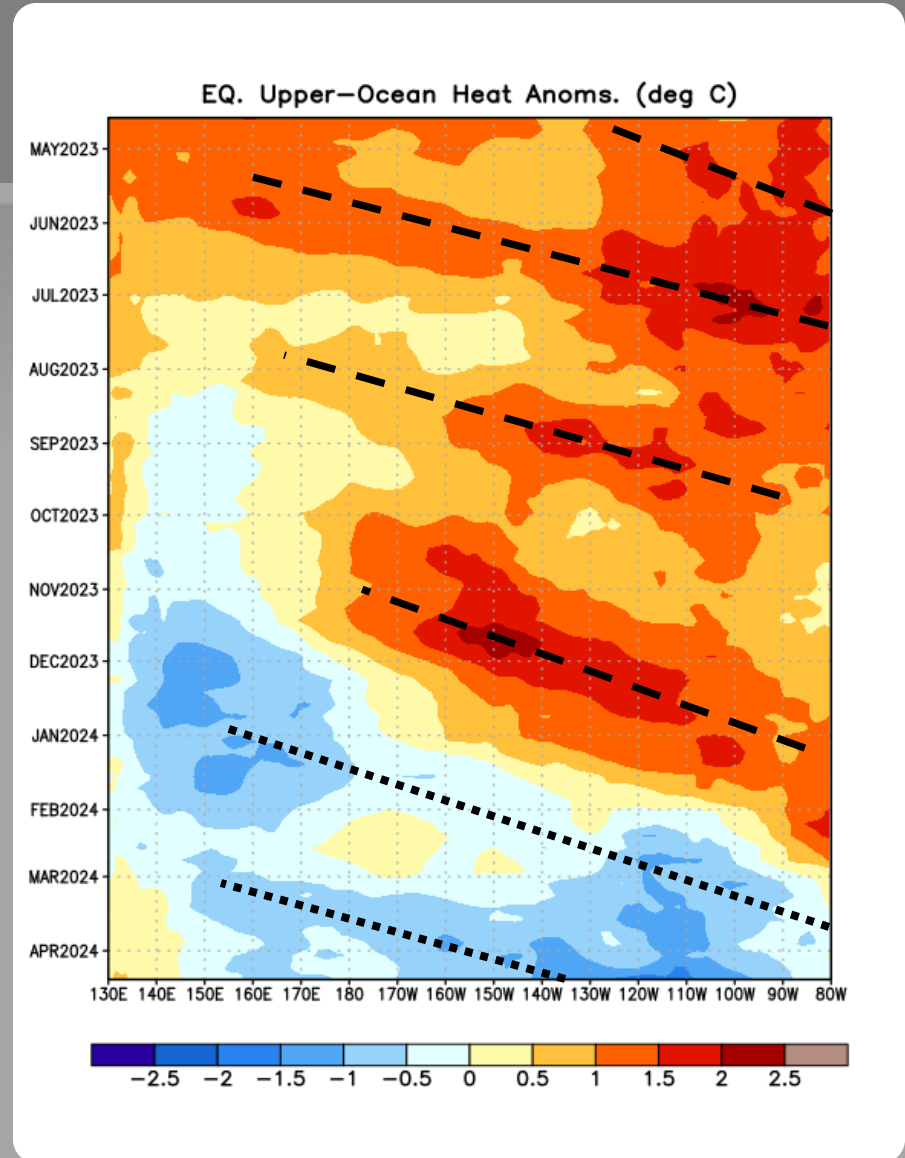 EQ. Upper-Ocean Heat Anoms. (deg C)
MAY2023
JUN2023
JUL2023
AUG2023
SEP2023
OCT2023
NOV2023
DEC2023
JAN2024
FEB2024
MAR2024
APR2024
130E 140E 150E 160E 170E 180 170W 160W 150W 140W 130W 120W 110W 100W 90W 80W
-2.5 -2 -1.5 -1 -0.5 0 0.5 1 1.5 2 2.5